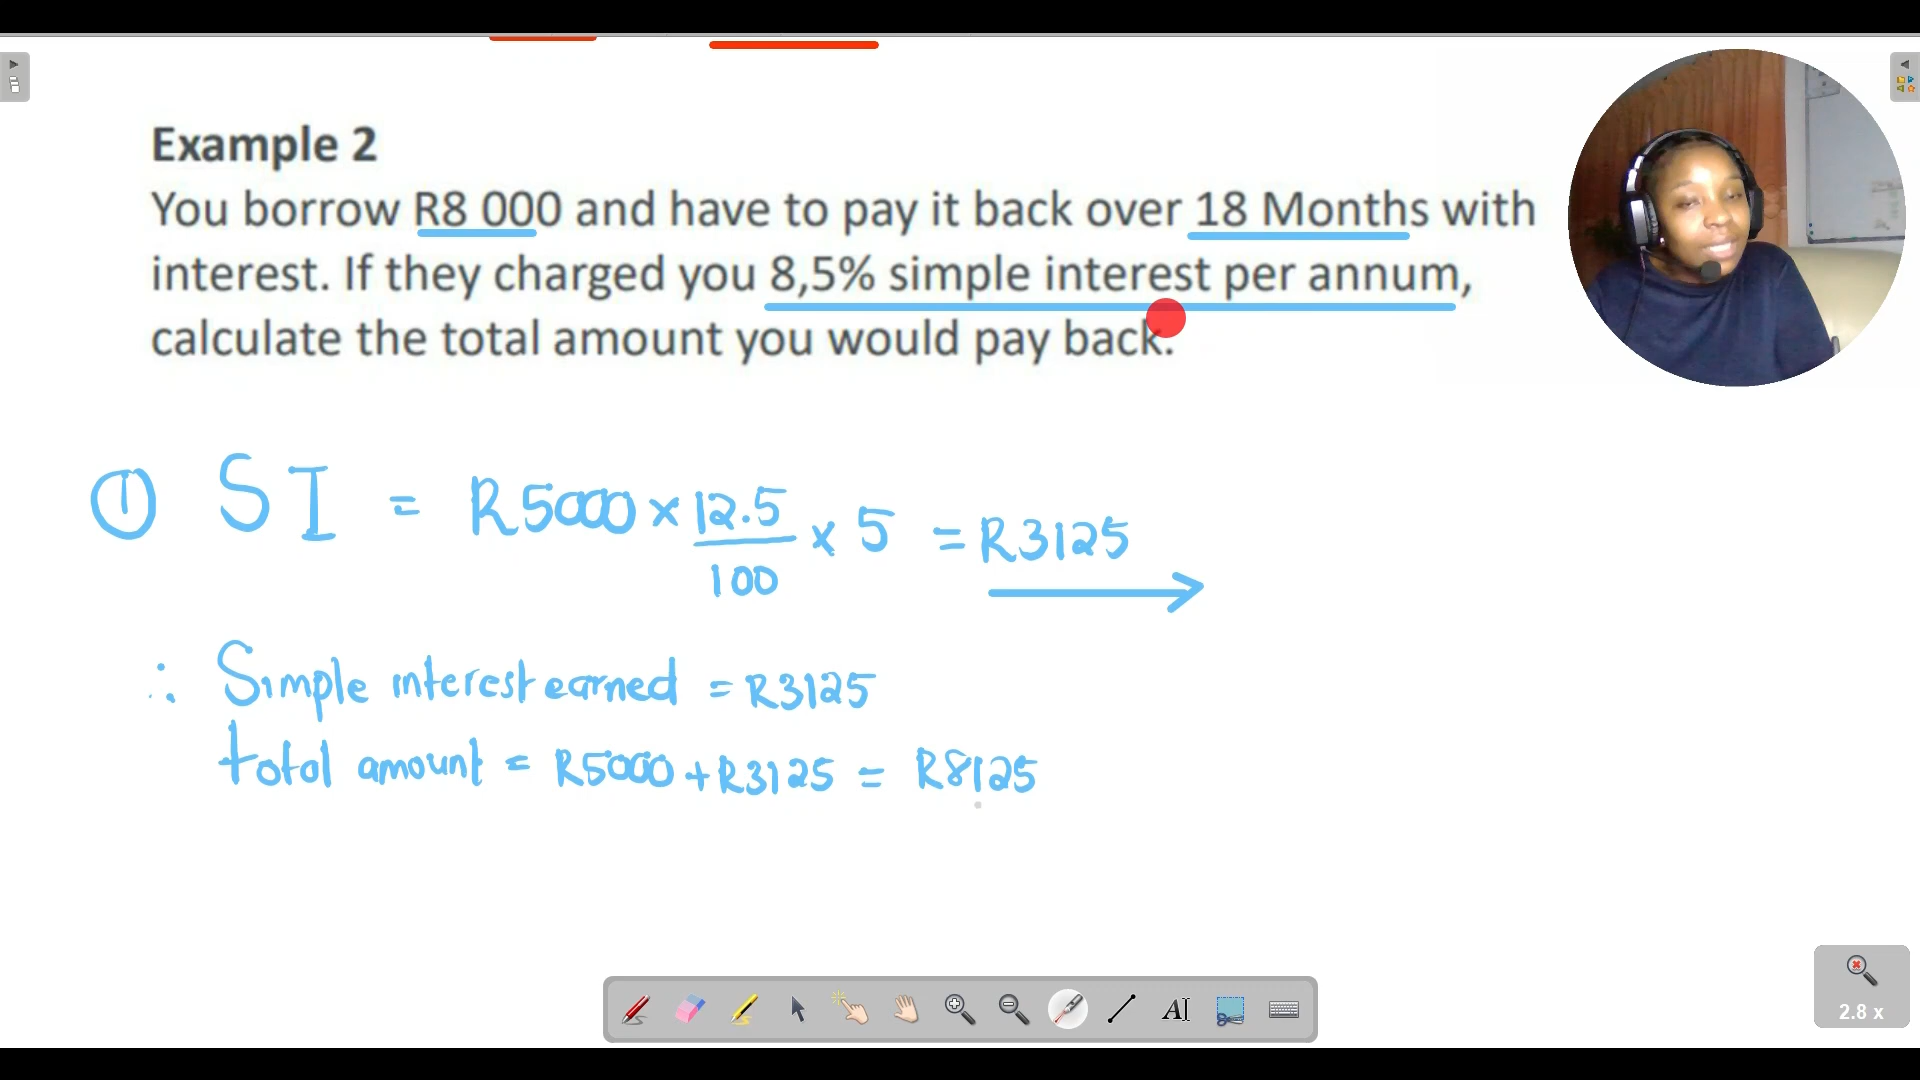 Example 2
You borrow R8 000 and have to pay it back over 18 Months with
interest. If they charged you 8,5% simple interest per annum,
calculate the total amount you would pay back.
① SI = R5000 × 12.5/100 × 5 = R3125
∴ Simple interest earned = R3125
total amount = R5000 + R3125 = R8125
2.8 x